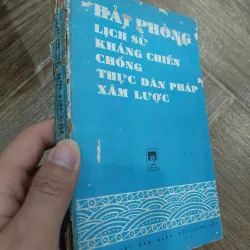 HẢI PHÒNG
LỊCH SỬ
KHÁNG CHIẾN
CHỐNG
THỰC DÂN PHÁP
XÂM LƯỢC